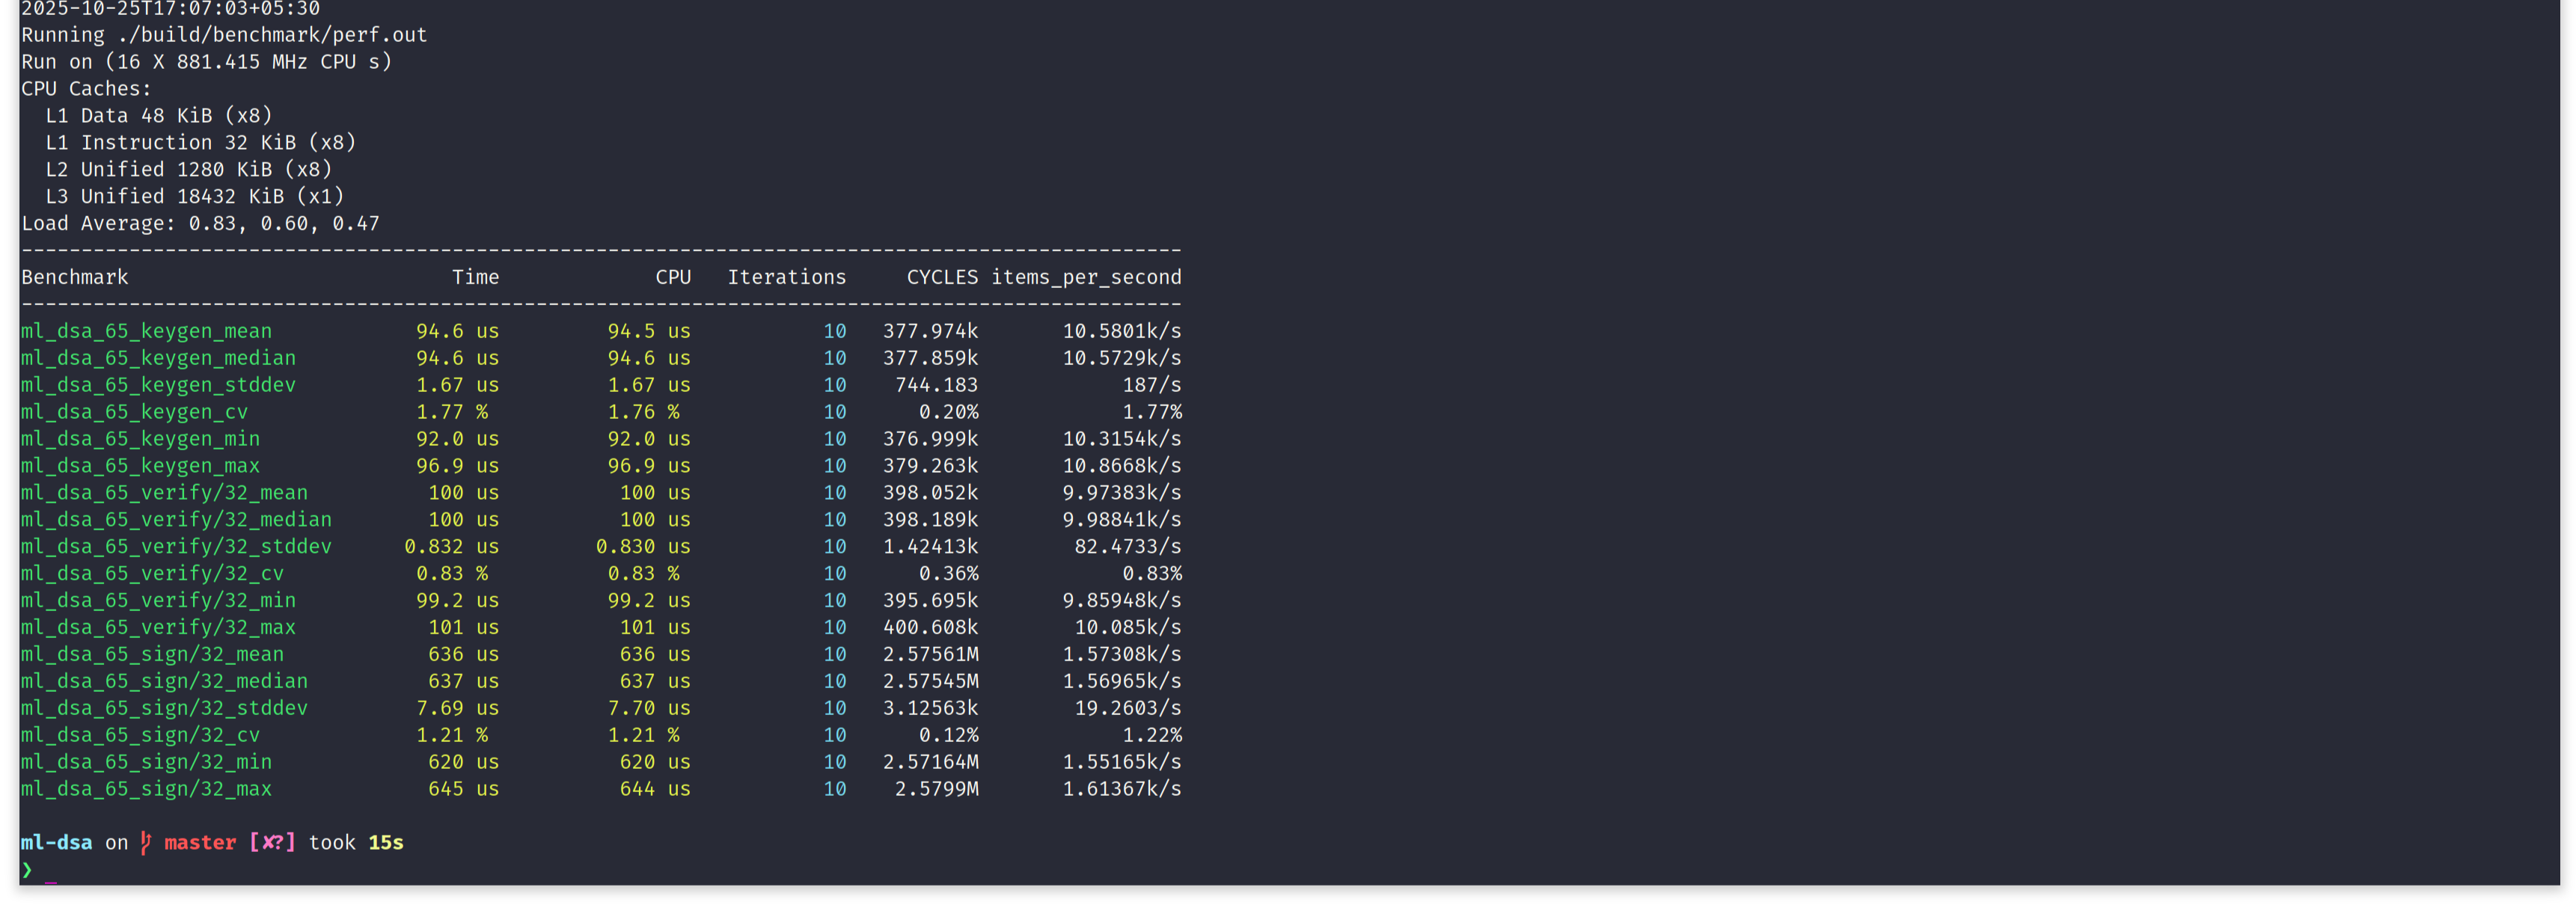 2025-10-25T17:07:03+05:30
Running ./build/benchmark/perf.out
Run on (16 X 881.415 MHz CPU s)
CPU Caches:
  L1 Data 48 KiB (x8)
  L1 Instruction 32 KiB (x8)
  L2 Unified 1280 KiB (x8)
  L3 Unified 18432 KiB (x1)
Load Average: 0.83, 0.60, 0.47
-------------------------------------------------------------------------------------------------
Benchmark                           Time             CPU   Iterations     CYCLES items_per_second
-------------------------------------------------------------------------------------------------
ml_dsa_65_keygen_mean            94.6 us         94.5 us           10   377.974k       10.5801k/s
ml_dsa_65_keygen_median          94.6 us         94.6 us           10   377.859k       10.5729k/s
ml_dsa_65_keygen_stddev          1.67 us         1.67 us           10    744.183            187/s
ml_dsa_65_keygen_cv              1.77 %          1.76 %            10      0.20%            1.77%
ml_dsa_65_keygen_min             92.0 us         92.0 us           10   376.999k       10.3154k/s
ml_dsa_65_keygen_max             96.9 us         96.9 us           10   379.263k       10.8668k/s
ml_dsa_65_verify/32_mean          100 us          100 us           10   398.052k       9.97383k/s
ml_dsa_65_verify/32_median        100 us          100 us           10   398.189k       9.98841k/s
ml_dsa_65_verify/32_stddev      0.832 us        0.830 us           10   1.42413k        82.4733/s
ml_dsa_65_verify/32_cv           0.83 %          0.83 %            10      0.36%            0.83%
ml_dsa_65_verify/32_min          99.2 us         99.2 us           10   395.695k       9.85948k/s
ml_dsa_65_verify/32_max           101 us          101 us           10   400.608k        10.085k/s
ml_dsa_65_sign/32_mean            636 us          636 us           10   2.57561M       1.57308k/s
ml_dsa_65_sign/32_median          637 us          637 us           10   2.57545M       1.56965k/s
ml_dsa_65_sign/32_stddev         7.69 us         7.70 us           10   3.12563k        19.2603/s
ml_dsa_65_sign/32_cv             1.21 %          1.21 %            10      0.12%            1.22%
ml_dsa_65_sign/32_min             620 us          620 us           10   2.57164M       1.55165k/s
ml_dsa_65_sign/32_max             645 us          644 us           10    2.5799M       1.61367k/s
ml-dsa on  master [✘?] took 15s
❯ _